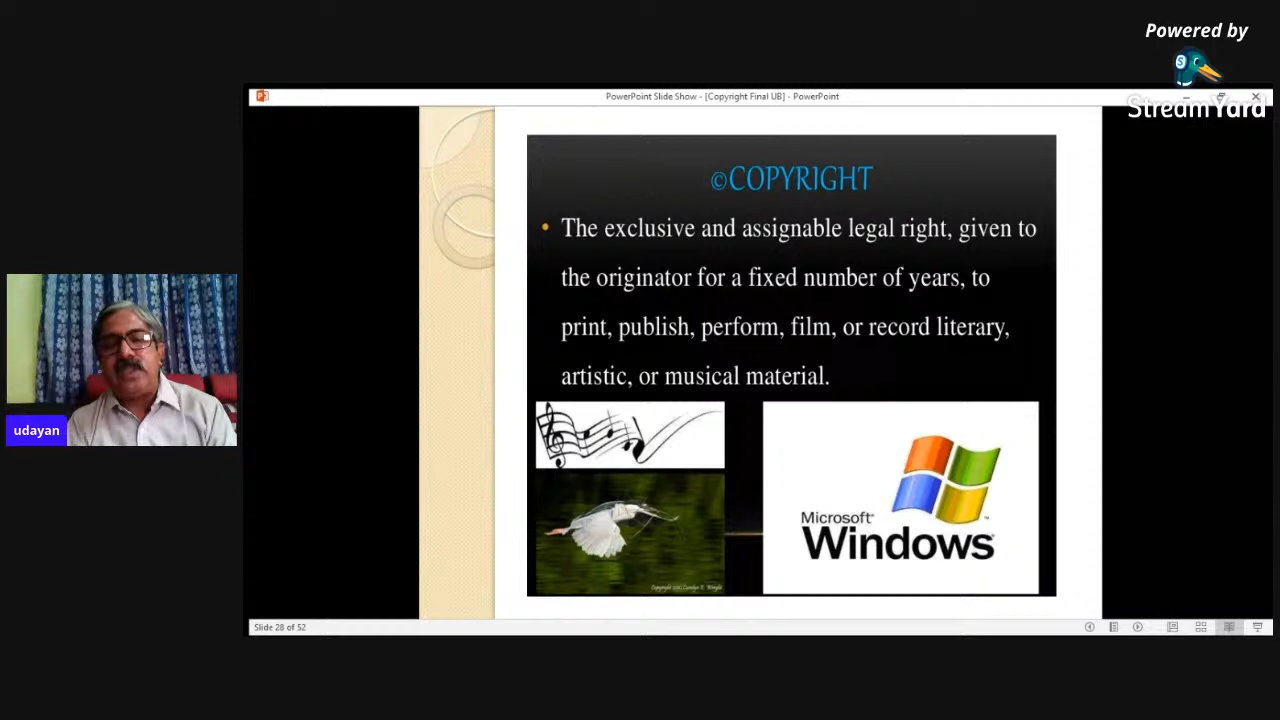 Powered by
StreamYard
PowerPoint Slide Show - [Copyright Final UB] - PowerPoint
©COPYRIGHT
• The exclusive and assignable legal right, given to
the originator for a fixed number of years, to
print, publish, perform, film, or record literary,
artistic, or musical material.
udayan
Microsoft®
Windows®
Slide 28 of 52